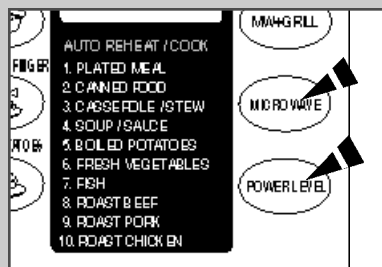 MW+GRILL
AUTO REHEAT / COOK
1. PLATED MEAL
2. CANNED FOOD
3. CASSEROLE / STEW
4. SOUP / SAUCE
5. BOILED POTATOES
6. FRESH VEGETABLES
7. FISH
8. ROAST BEEF
9. ROAST PORK
10. ROAST CHICKEN
MICROWAVE
POWER LEVEL
FINGER